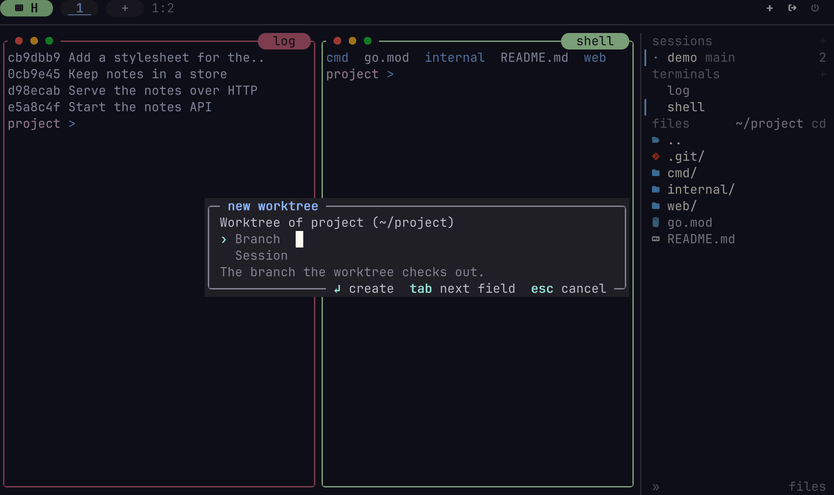 H 1 + 1:2
log
cb9dbb9 Add a stylesheet for the..
0cb9e45 Keep notes in a store
d98ecab Serve the notes over HTTP
e5a8c4f Start the notes API
project >
shell
cmd go.mod internal README.md web
project >
new worktree
Worktree of project (~/project)
› Branch
Session
The branch the worktree checks out.
↲ create tab next field esc cancel
sessions +
· demo main 2
terminals +
log
shell
files ~/project cd
..
.git/
cmd/
internal/
web/
go.mod
README.md
» files